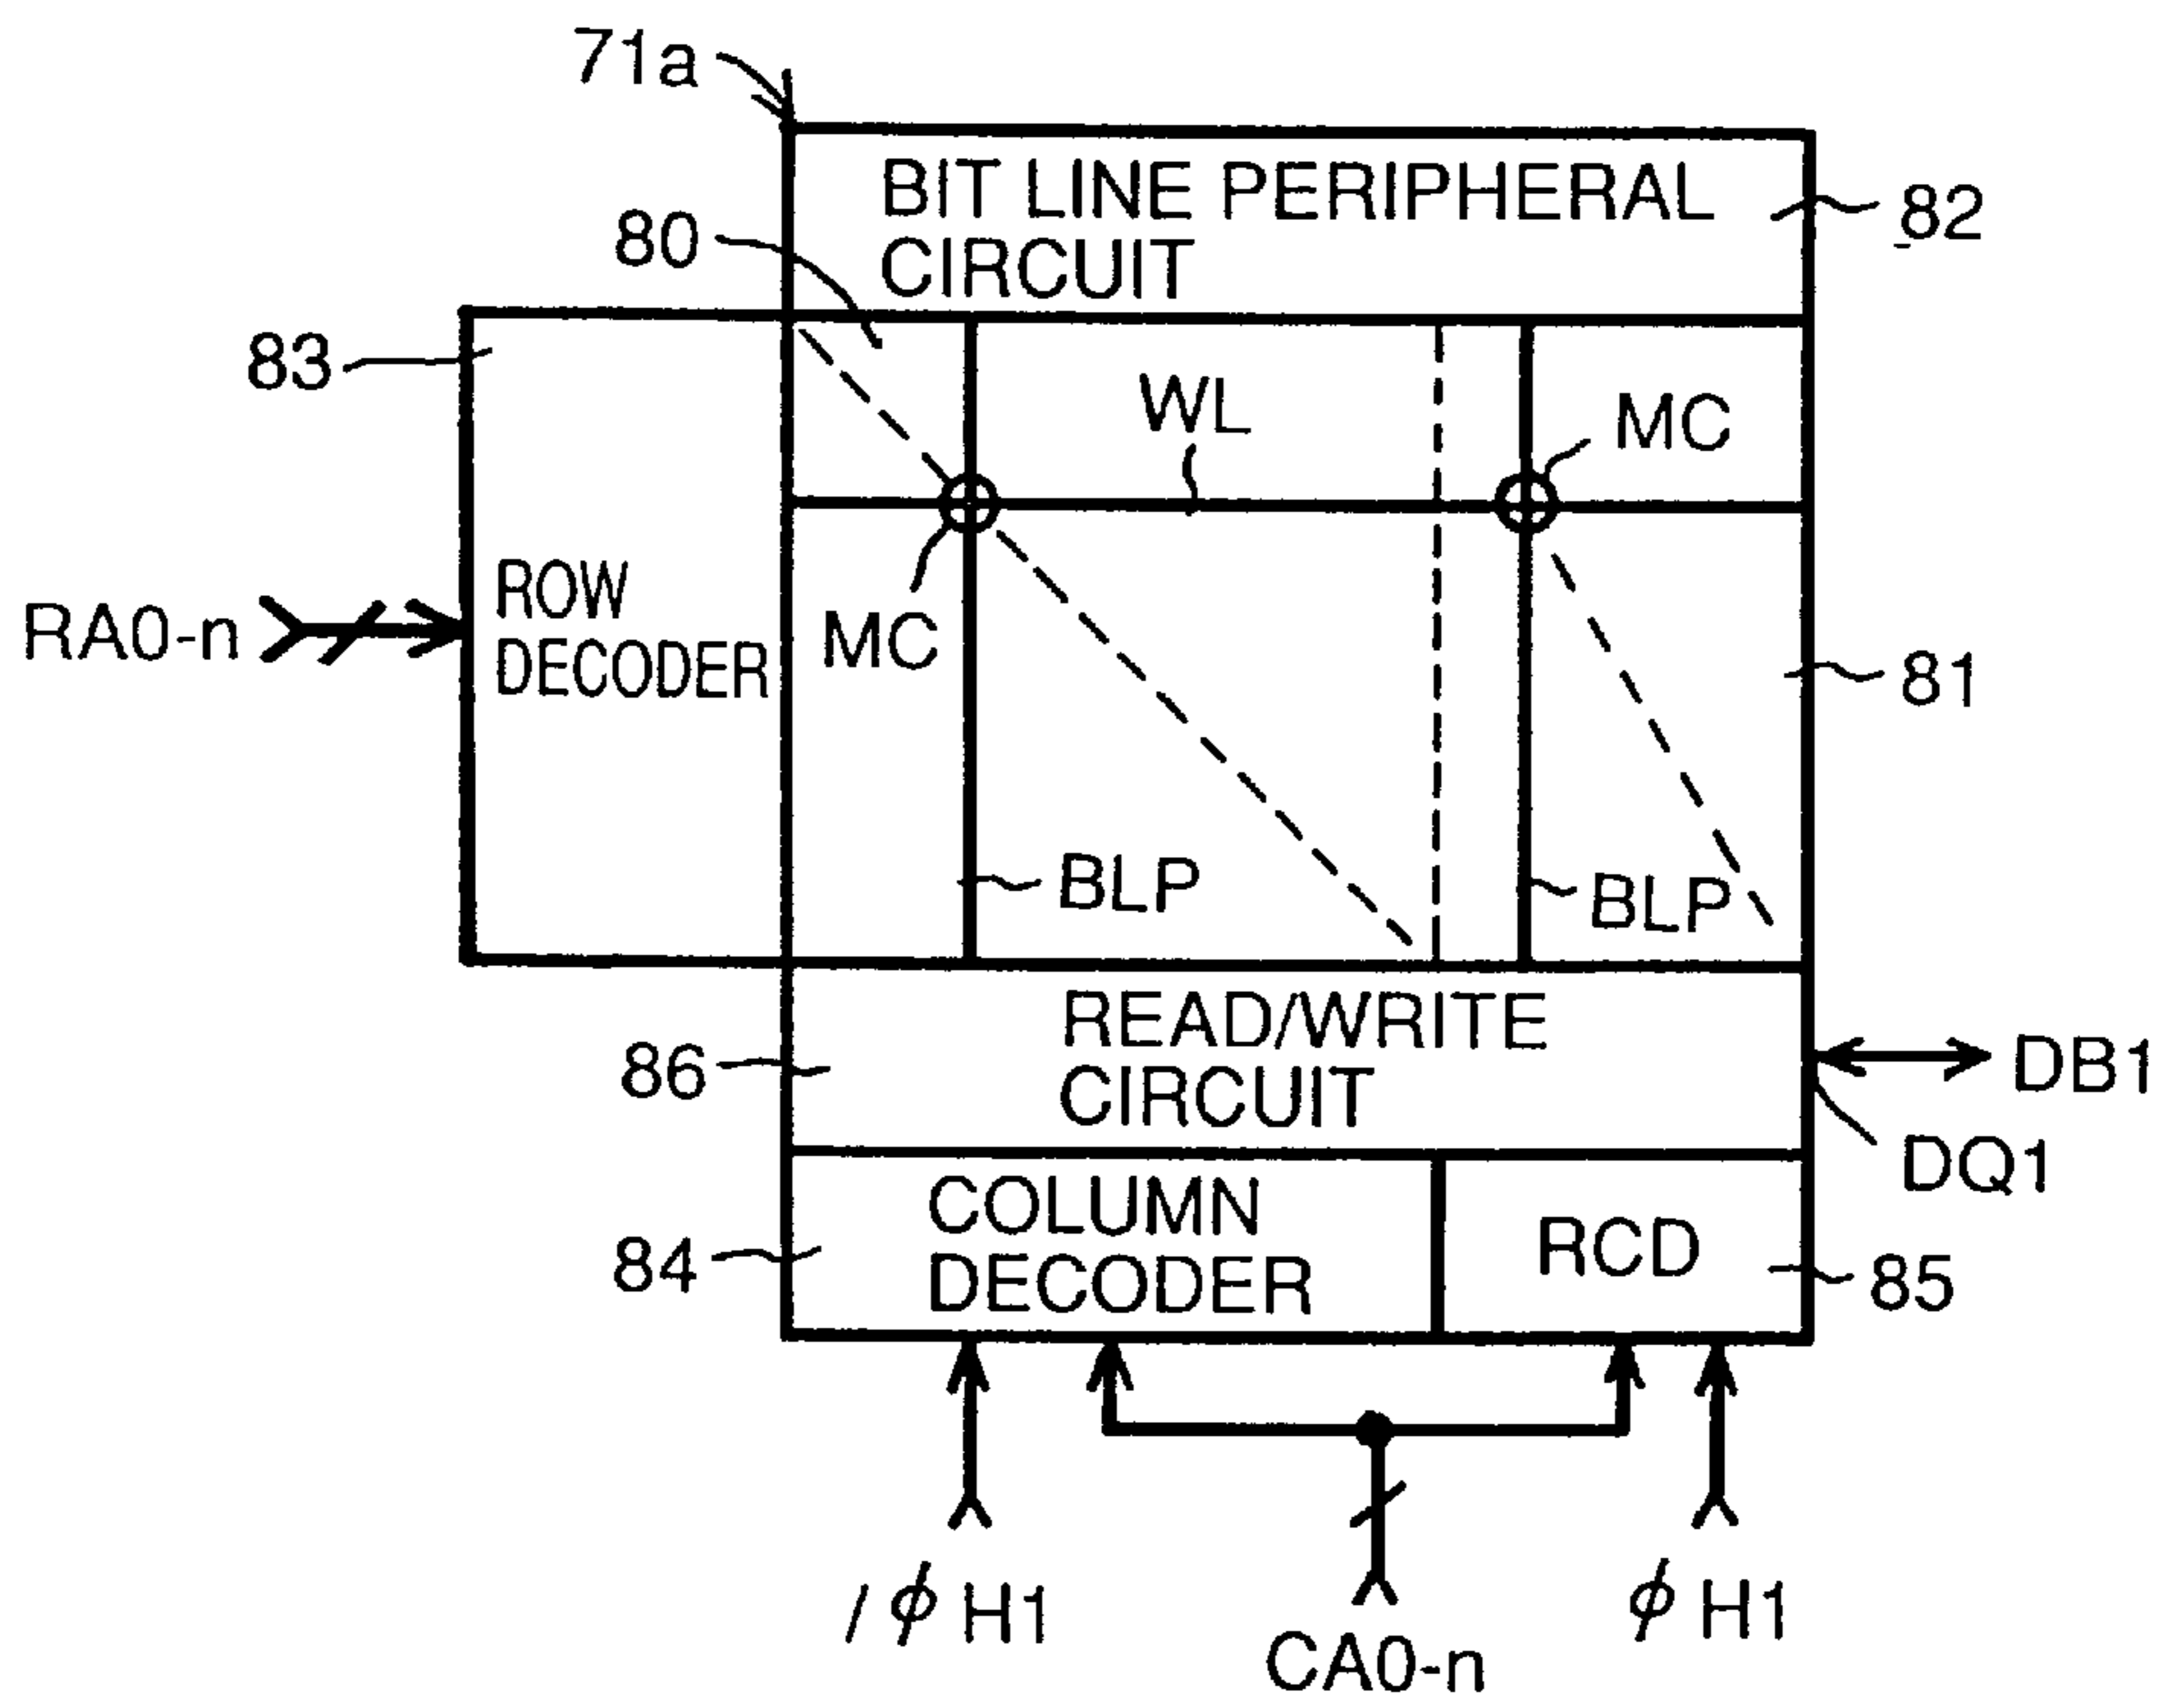 71a
BIT LINE PERIPHERAL
CIRCUIT
82
80
83
WL
MC
ROW
DECODER
RA0-n
MC
81
BLP
BLP
READ/WRITE
CIRCUIT
86
DB1
DQ1
COLUMN
DECODER
84
RCD
85
/φH1
CA0-n
φH1